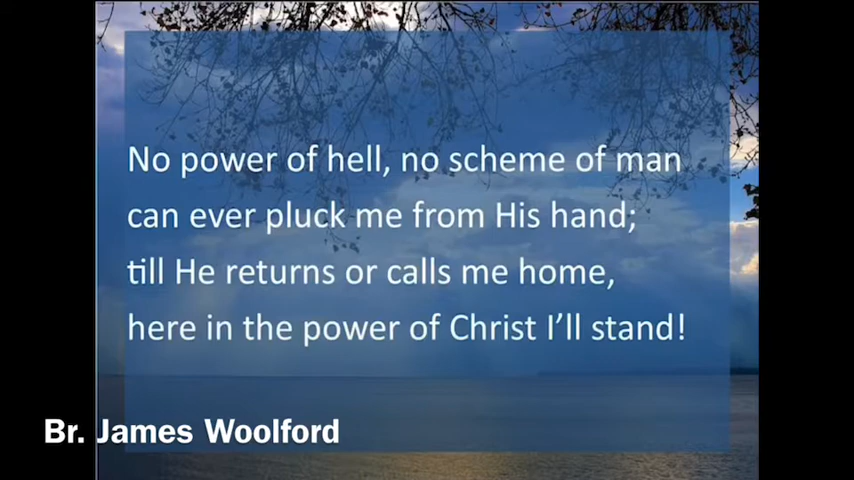 No power of hell, no scheme of man
can ever pluck me from His hand;
till He returns or calls me home,
here in the power of Christ I’ll stand!
Br. James Woolford